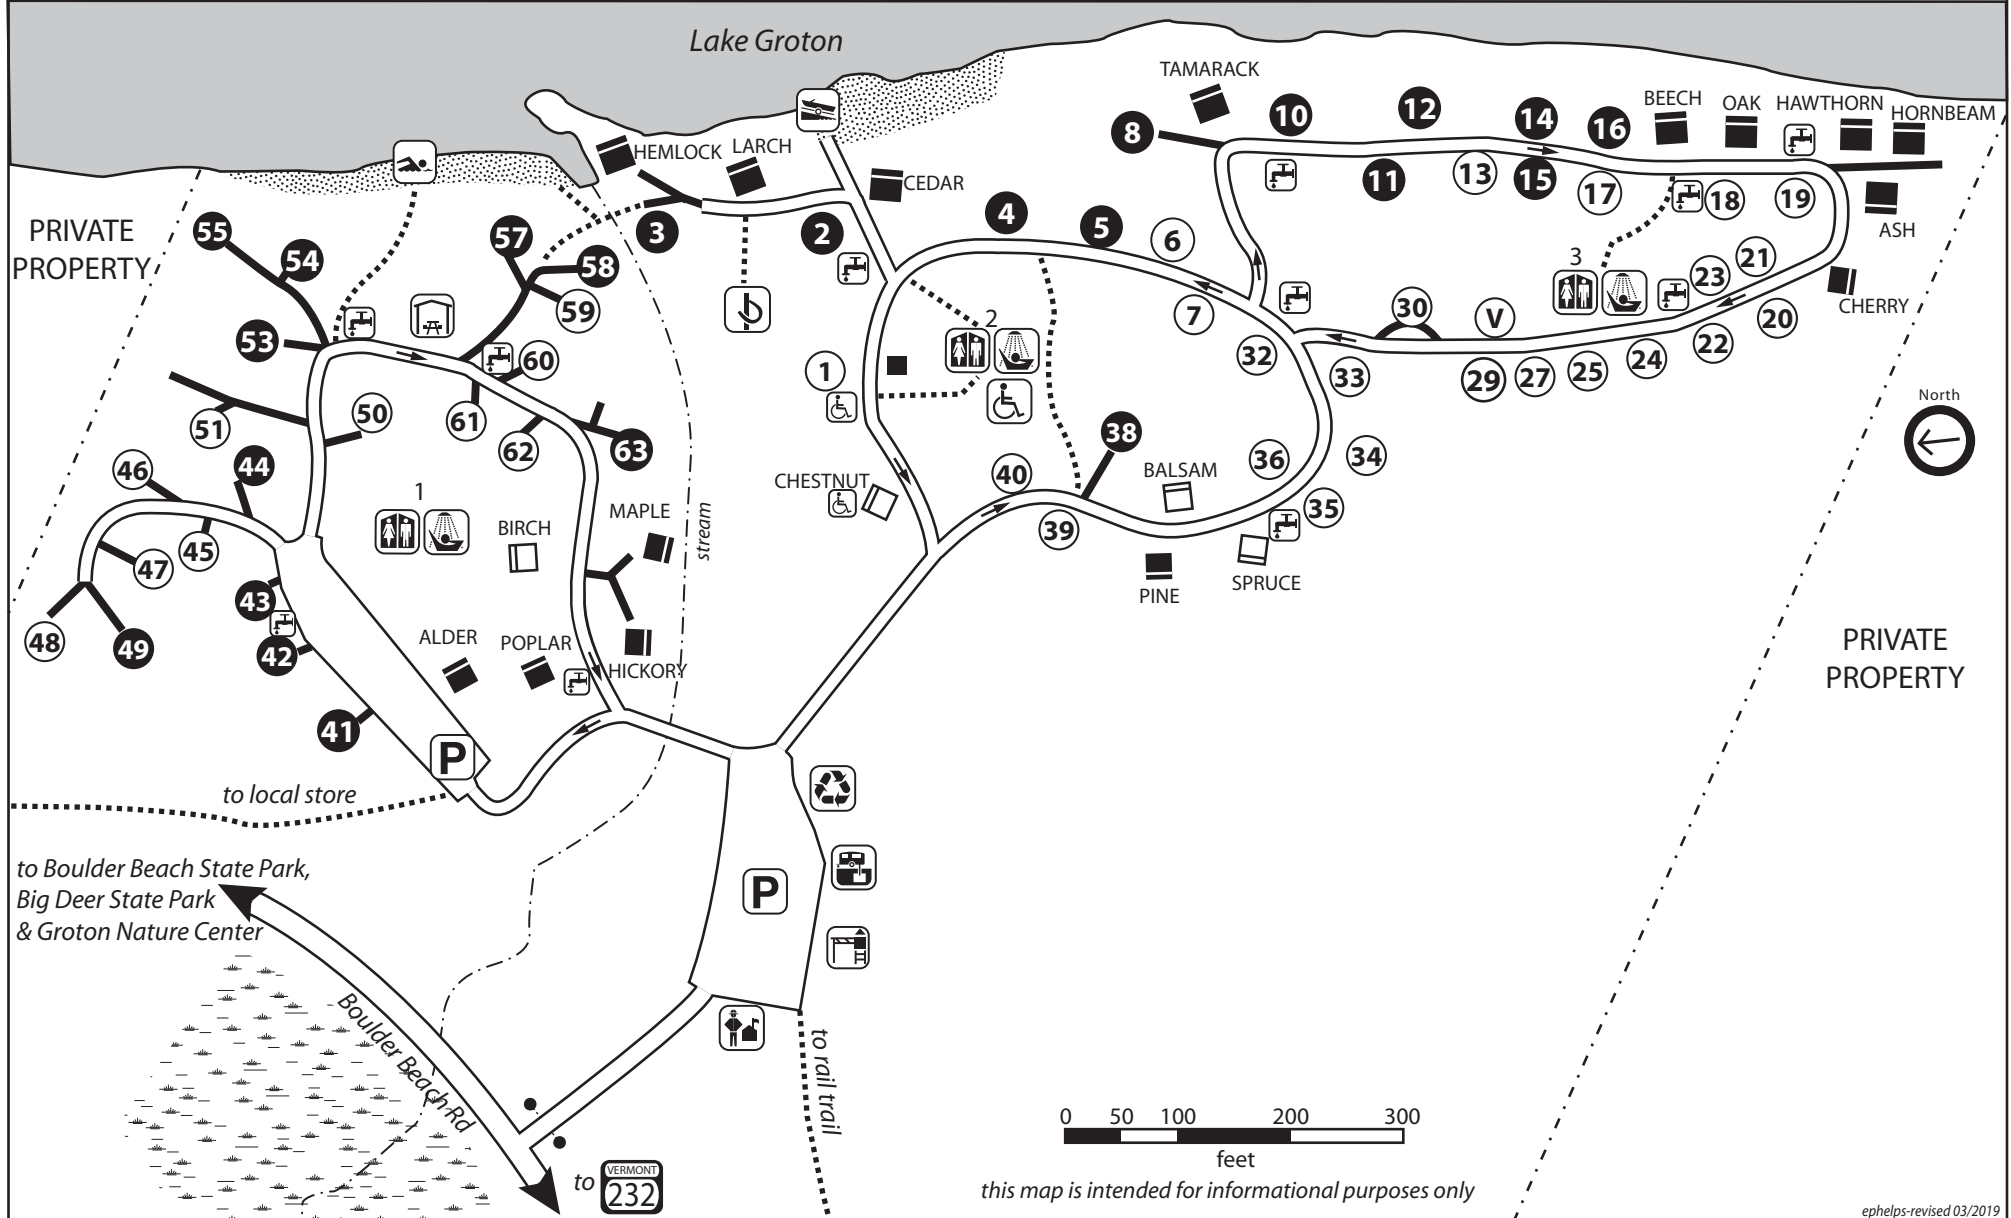 Lake Groton
TAMARACK
BEECH
OAK
HAWTHORN
HORNBEAM
8
10
12
14
16
11
13
15
17
18
19
ASH
HEMLOCK
LARCH
CEDAR
3
2
4
5
6
7
PRIVATE
PROPERTY
55
54
53
57
58
59
60
61
62
63
51
50
46
44
45
47
48
49
43
42
41
1
BIRCH
MAPLE
ALDER
POPLAR
HICKORY
stream
1
2
CHESTNUT
40
39
38
BALSAM
PINE
SPRUCE
36
35
34
32
33
30
V
29
27
25
24
22
20
23
21
3
CHERRY
North
PRIVATE
PROPERTY
P
to local store
P
to Boulder Beach State Park,
Big Deer State Park
& Groton Nature Center
Boulder Beach Rd
to rail trail
to
VERMONT
232
0 50 100 200 300
feet
this map is intended for informational purposes only
ephelps-revised 03/2019